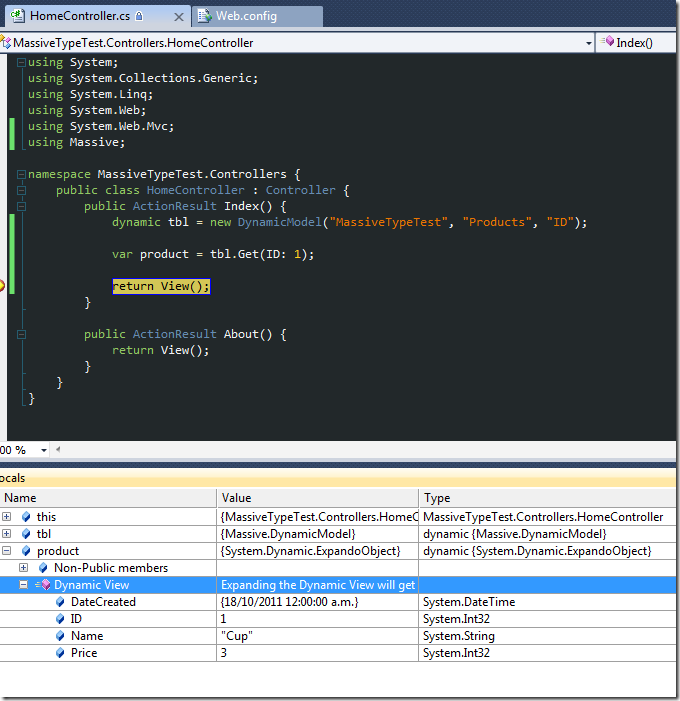 HomeController.cs
Web.config
MassiveTypeTest.Controllers.HomeController
Index()
using System;
using System.Collections.Generic;
using System.Linq;
using System.Web;
using System.Web.Mvc;
using Massive;
namespace MassiveTypeTest.Controllers {
public class HomeController : Controller {
public ActionResult Index() {
dynamic tbl = new DynamicModel("MassiveTypeTest", "Products", "ID");
var product = tbl.Get(ID: 1);
return View();
}
public ActionResult About() {
return View();
}
}
}
00 %
ocals
Name Value Type
this {MassiveTypeTest.Controllers.HomeC MassiveTypeTest.Controllers.HomeController
tbl {Massive.DynamicModel} dynamic {Massive.DynamicModel}
product {System.Dynamic.ExpandoObject} dynamic {System.Dynamic.ExpandoObject}
Non-Public members
Dynamic View Expanding the Dynamic View will get
DateCreated {18/10/2011 12:00:00 a.m.} System.DateTime
ID 1 System.Int32
Name "Cup" System.String
Price 3 System.Int32